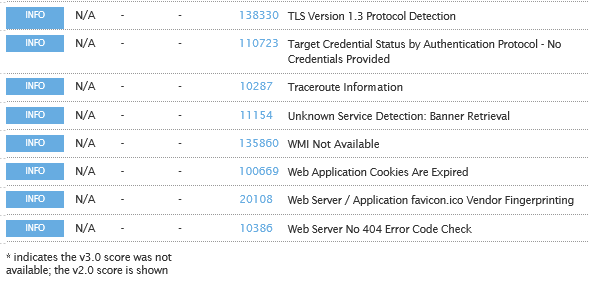 INFO N/A - - 138330 TLS Version 1.3 Protocol Detection
INFO N/A - - 110723 Target Credential Status by Authentication Protocol - No
Credentials Provided
INFO N/A - - 10287 Traceroute Information
INFO N/A - - 11154 Unknown Service Detection: Banner Retrieval
INFO N/A - - 135860 WMI Not Available
INFO N/A - - 100669 Web Application Cookies Are Expired
INFO N/A - - 20108 Web Server / Application favicon.ico Vendor Fingerprinting
INFO N/A - - 10386 Web Server No 404 Error Code Check
* indicates the v3.0 score was not
available; the v2.0 score is shown